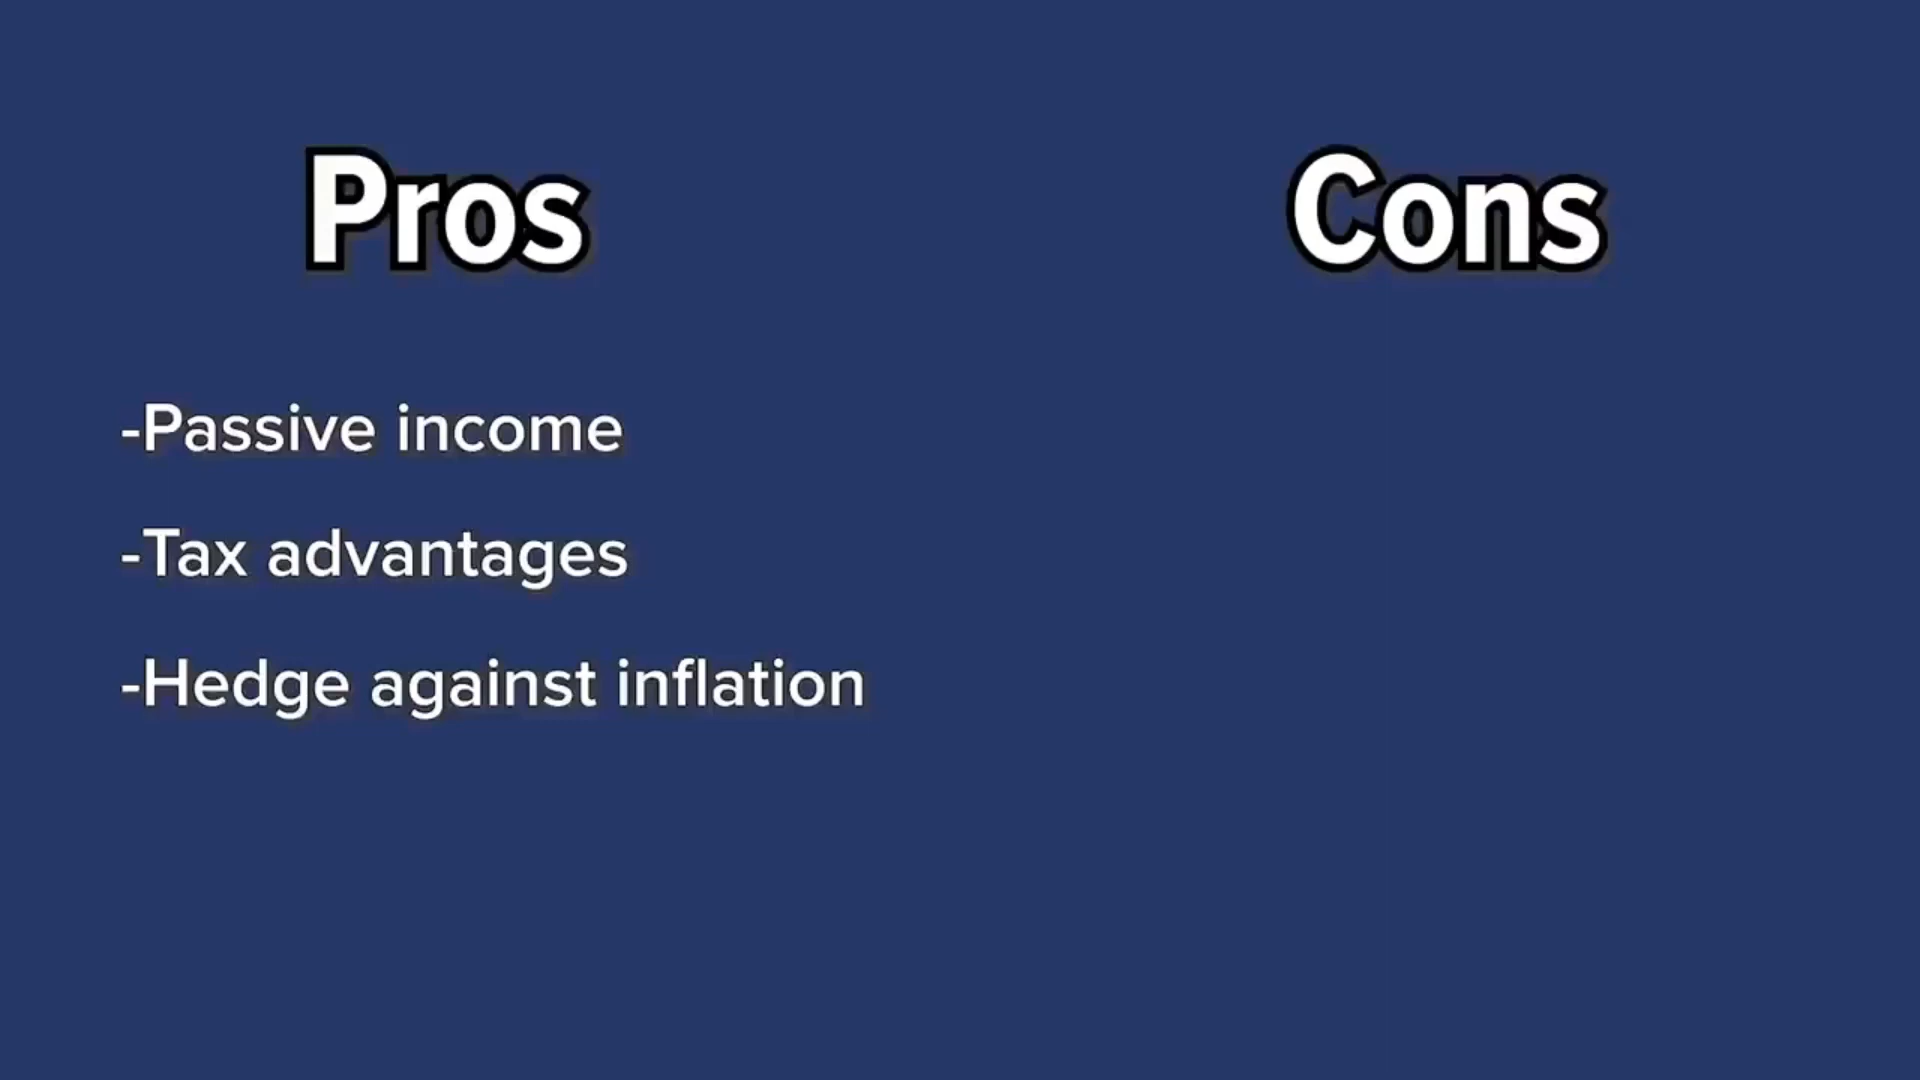 Pros
Cons
-Passive income
-Tax advantages
-Hedge against inflation